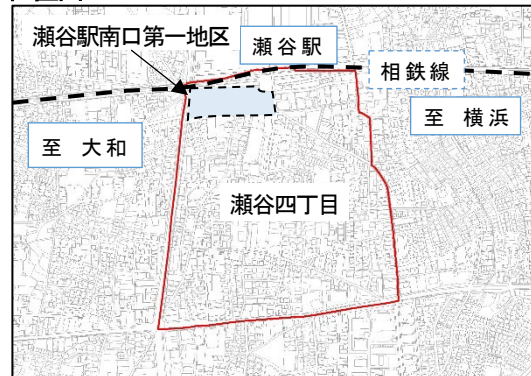 瀬谷駅南口第一地区
瀬谷駅
相鉄線
至 大和
至 横浜
瀬谷四丁目